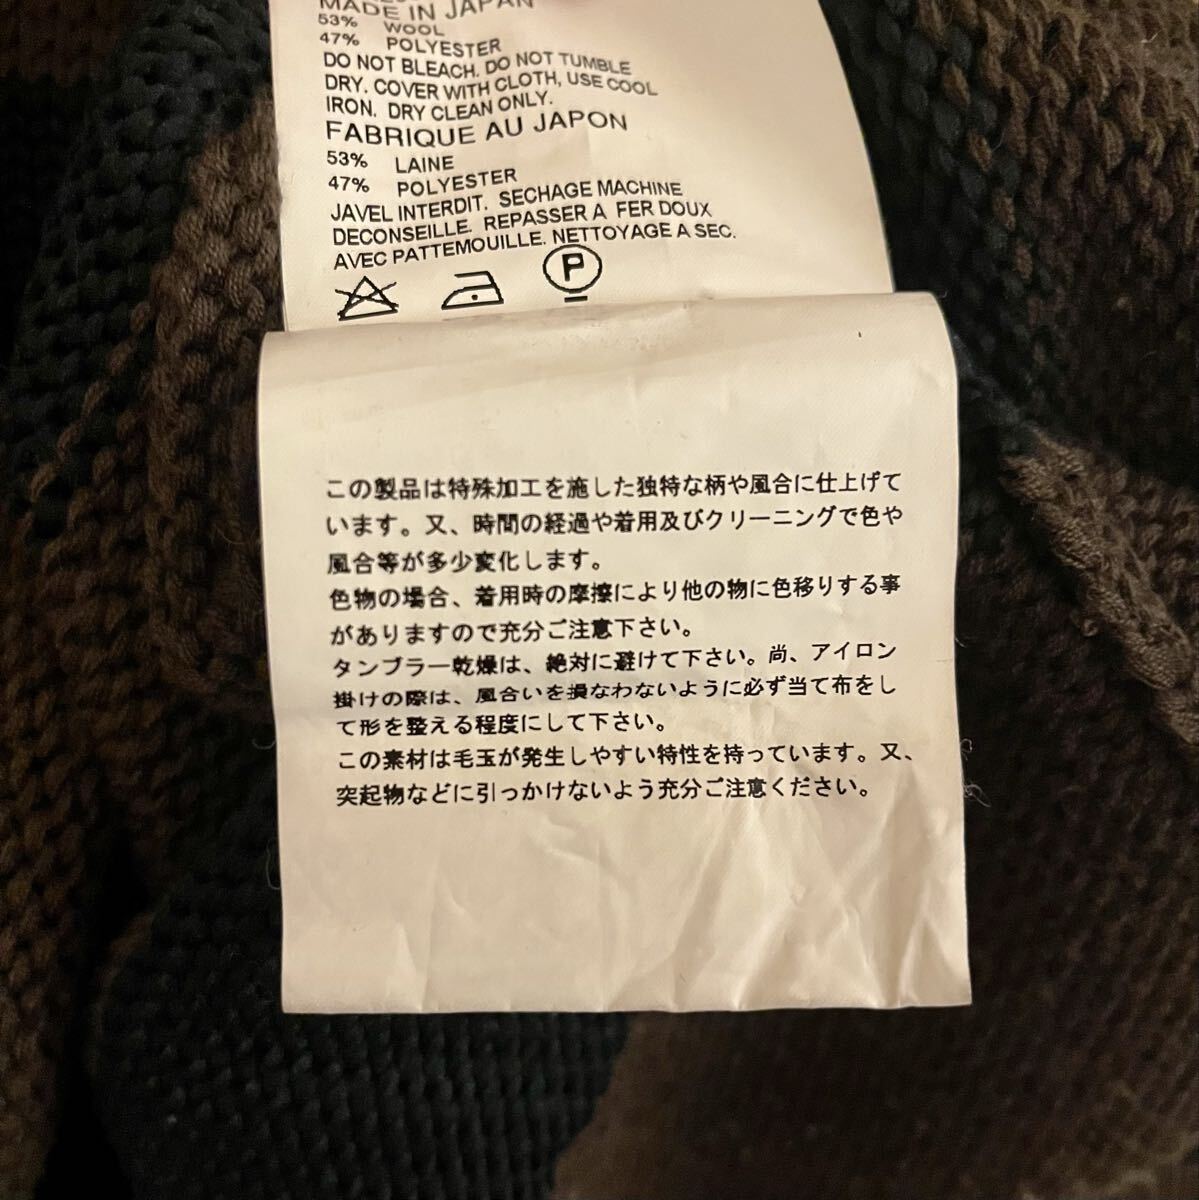 MADE IN JAPAN
53% WOOL
47% POLYESTER
DO NOT BLEACH. DO NOT TUMBLE
DRY. COVER WITH CLOTH, USE COOL
IRON. DRY CLEAN ONLY.
FABRIQUE AU JAPON
53% LAINE
47% POLYESTER
JAVEL INTERDIT. SECHAGE MACHINE
DECONSEILLE. REPASSER A FER DOUX
AVEC PATTEMOUILLE. NETTOYAGE A SEC.
P
この製品は特殊加工を施した独特な柄や風合に仕上げて
います。又、時間の経過や着用及びクリーニングで色や
風合等が多少変化します。
色物の場合、着用時の摩擦により他の物に色移りする事
がありますので充分ご注意下さい。
タンブラー乾燥は、絶対に避けて下さい。尚、アイロン
掛けの際は、風合いを損なわないように必ず当て布をし
て形を整える程度にして下さい。
この素材は毛玉が発生しやすい特性を持っています。又、
突起物などに引っかけないよう充分ご注意ください。